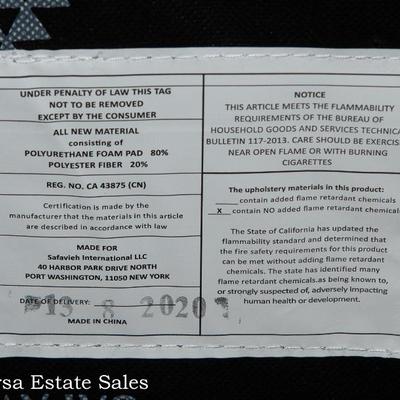 UNDER PENALTY OF LAW THIS TAG
NOT TO BE REMOVED
EXCEPT BY THE CONSUMER
ALL NEW MATERIAL
consisting of
POLYURETHANE FOAM PAD 80%
POLYESTER FIBER 20%
REG. NO. CA 43875 (CN)
Certification is made by the
manufacturer that the materials in this article
are described in accordance with law
MADE FOR
Safavieh International LLC
40 HARBOR PARK DRIVE NORTH
PORT WASHINGTON, 11050 NEW YORK
DATE OF DELIVERY: 13 8 2020
MADE IN CHINA
NOTICE
THIS ARTICLE MEETS THE FLAMMABILITY
REQUIREMENTS OF THE BUREAU OF
HOUSEHOLD GOODS AND SERVICES TECHNICA
BULLETIN 117-2013. CARE SHOULD BE EXERCIS
NEAR OPEN FLAME OR WITH BURNING
CIGARETTES
The upholstery materials in this product:
contain added flame retardant chemicals
X contain NO added flame retardant chemicals
The State of California has updated the
flammability standard and determined that
the fire safety requirements for this product
can be met without adding flame retardant
chemicals. The state has identified many
flame retardant chemicals.as being known to,
or strongly suspected of, adversely impacting
human health or development.
rsa Estate Sales